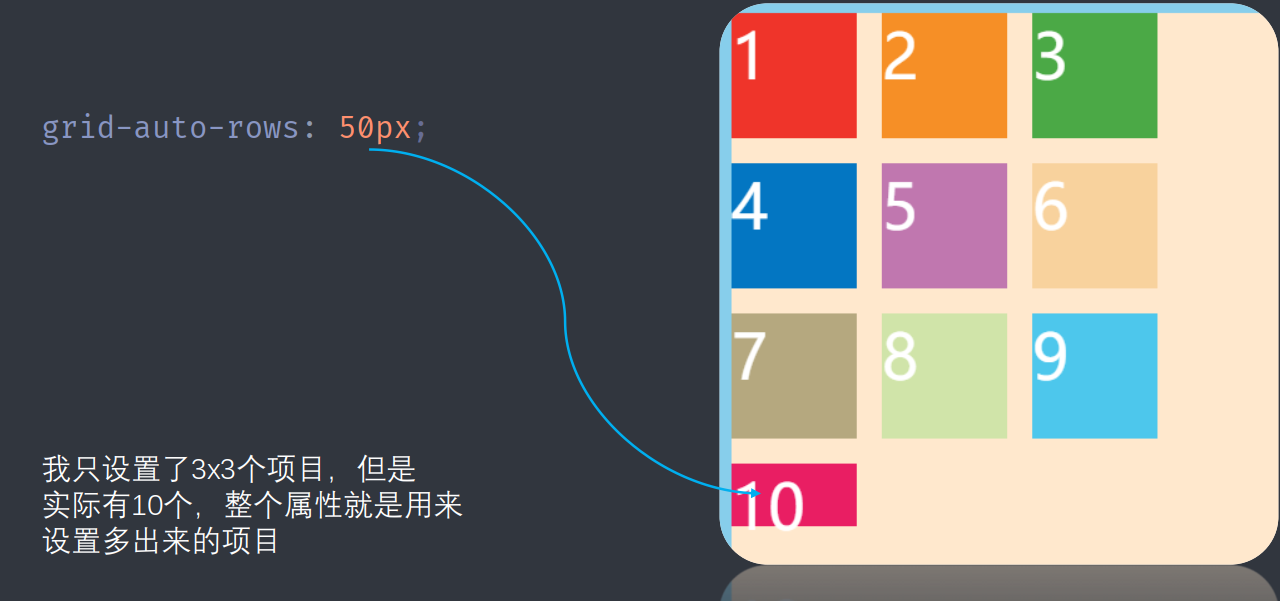 grid-auto-rows: 50px;
1
2
3
4
5
6
7
8
9
10
我只设置了3x3个项目，但是
实际有10个，整个属性就是用来
设置多出来的项目